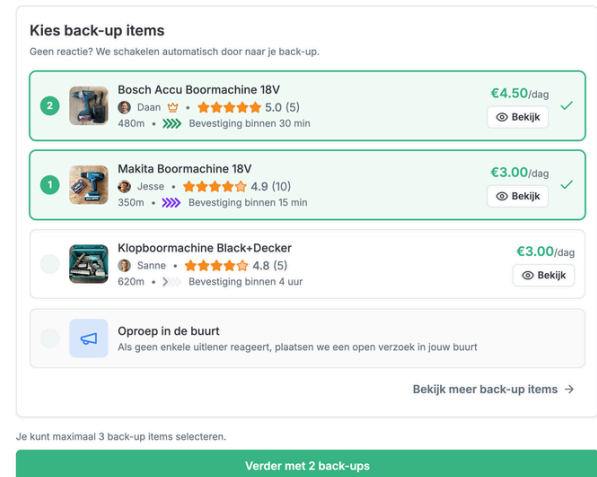 Kies back-up items
Geen reactie? We schakelen automatisch door naar je back-up.
2
Bosch Accu Boormachine 18V
Daan • 5.0 (5)
480m • Bevestiging binnen 30 min
€4.50/dag
Bekijk
1
Makita Boormachine 18V
Jesse • 4.9 (10)
350m • Bevestiging binnen 15 min
€3.00/dag
Bekijk
Klopboormachine Black+Decker
Sanne • 4.8 (5)
620m • Bevestiging binnen 4 uur
€3.00/dag
Bekijk
Oproep in de buurt
Als geen enkele uitlener reageert, plaatsen we een open verzoek in jouw buurt
Bekijk meer back-up items →
Je kunt maximaal 3 back-up items selecteren.
Verder met 2 back-ups